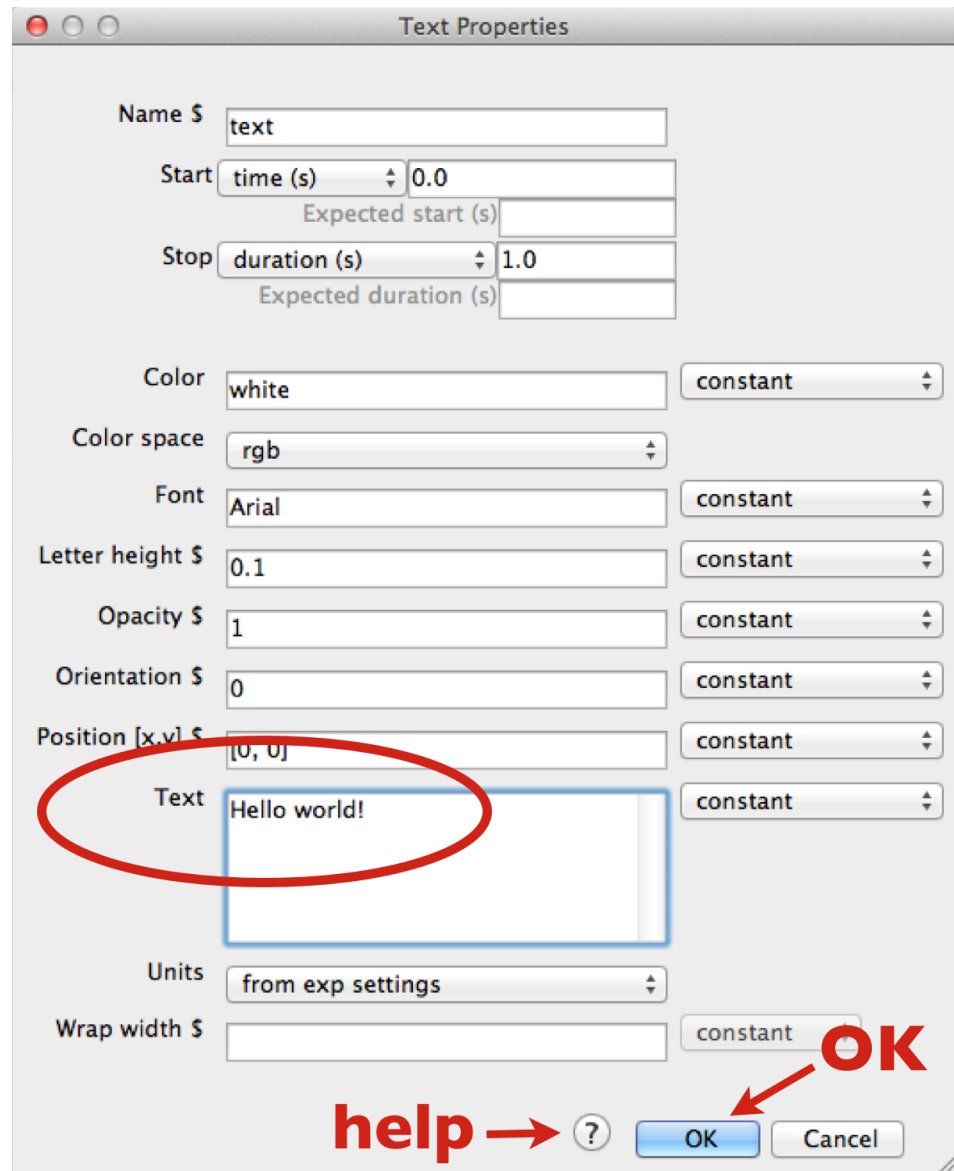 Text Properties
Name $ text
Start time (s) 0.0
Expected start (s)
Stop duration (s) 1.0
Expected duration (s)
Color white constant
Color space rgb
Font Arial constant
Letter height $ 0.1 constant
Opacity $ 1 constant
Orientation $ 0 constant
Position [x,y] $ [0, 0] constant
Text Hello world! constant
Units from exp settings
Wrap width $ constant
OK
help ? OK Cancel